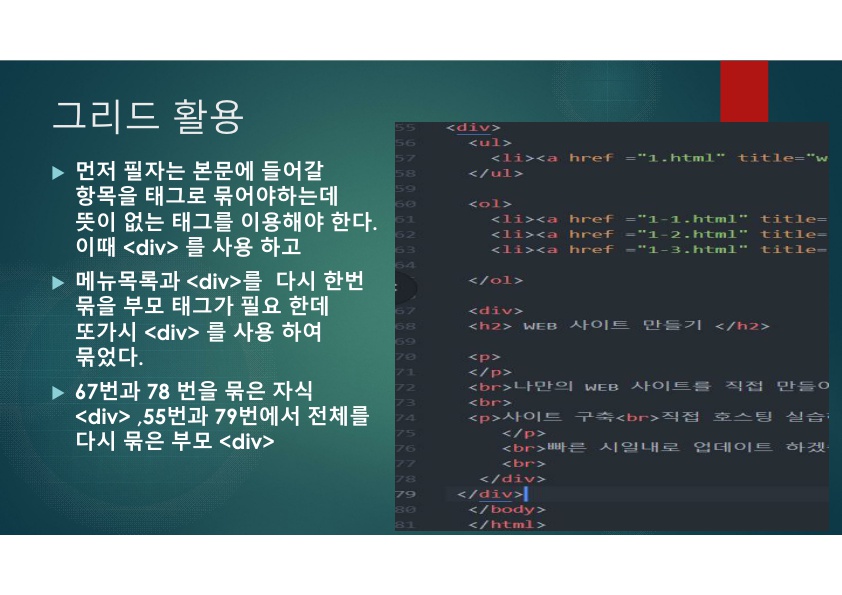 그리드 활용
먼저 필자는 본문에 들어갈
항목을 태그로 묶어야하는데
뜻이 없는 태그를 이용해야 한다.
이때 <div> 를 사용 하고
메뉴목록과 <div>를 다시 한번
묶을 부모 태그가 필요 한데
또가시 <div> 를 사용 하여
묶었다.
67번과 78 번을 묶은 자식
<div> ,55번과 79번에서 전체를
다시 묶은 부모 <div>
55 <div>
56 <ul>
57 <li><a href ="1.html" title="w
58 </ul>
59
60 <ol>
61 <li><a href ="1-1.html" title=
62 <li><a href ="1-2.html" title=
63 <li><a href ="1-3.html" title=
64
</ol>
67 <div>
68 <h2> WEB 사이트 만들기 </h2>
69
70 <p>
71 </p>
72 <br>나만의 WEB 사이트를 직접 만들어
73 <br>
74 <p>사이트 구축<br>직접 호스팅 실습
75 </p>
76 <br>빠른 시일내로 업데이트 하겠
77 <br>
78 </div>
79 </div>
80 </body>
81 </html>